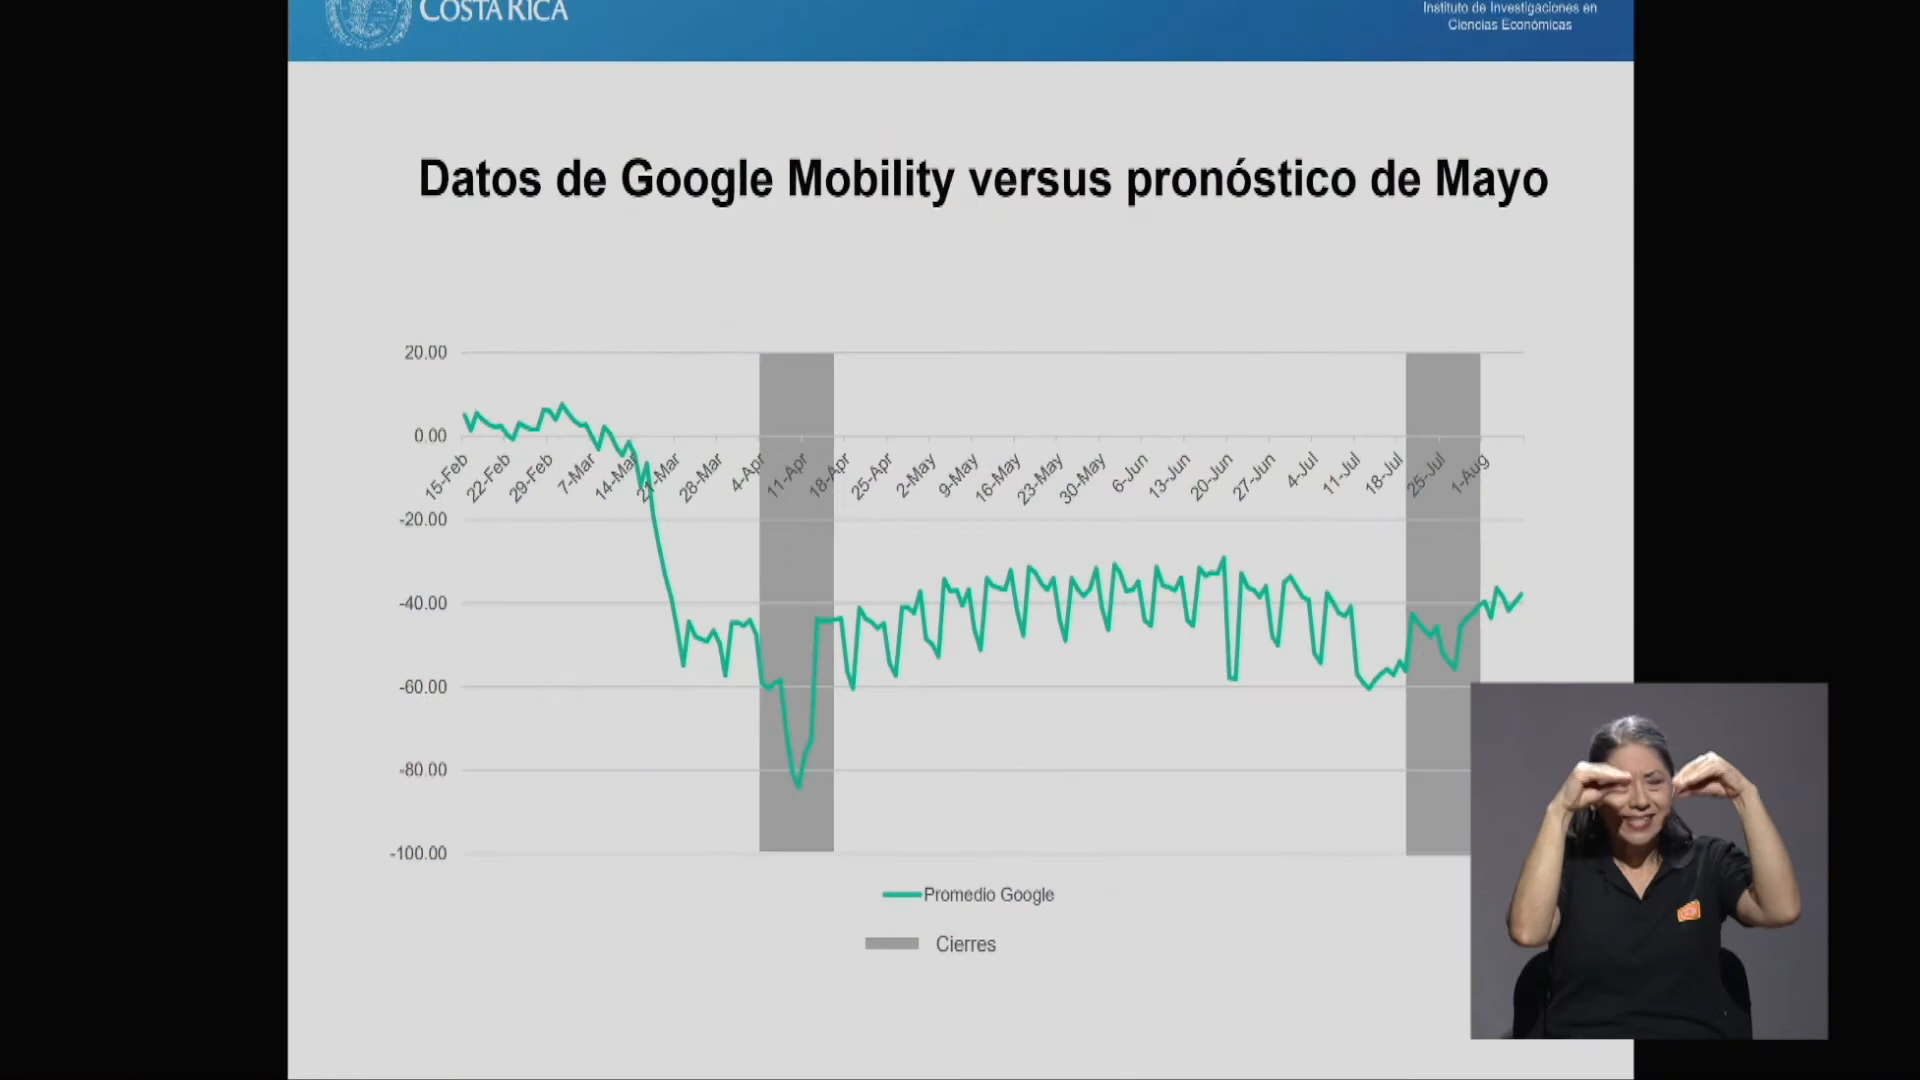 COSTA RICA
Instituto de Investigaciones en
Ciencias Económicas
Datos de Google Mobility versus pronóstico de Mayo
20.00
0.00
-20.00
-40.00
-60.00
-80.00
-100.00
15-Feb
22-Feb
29-Feb
7-Mar
14-Mar
21-Mar
28-Mar
4-Apr
11-Apr
18-Apr
25-Apr
2-May
9-May
16-May
23-May
30-May
6-Jun
13-Jun
20-Jun
27-Jun
4-Jul
11-Jul
18-Jul
25-Jul
1-Aug
Promedio Google
Cierres